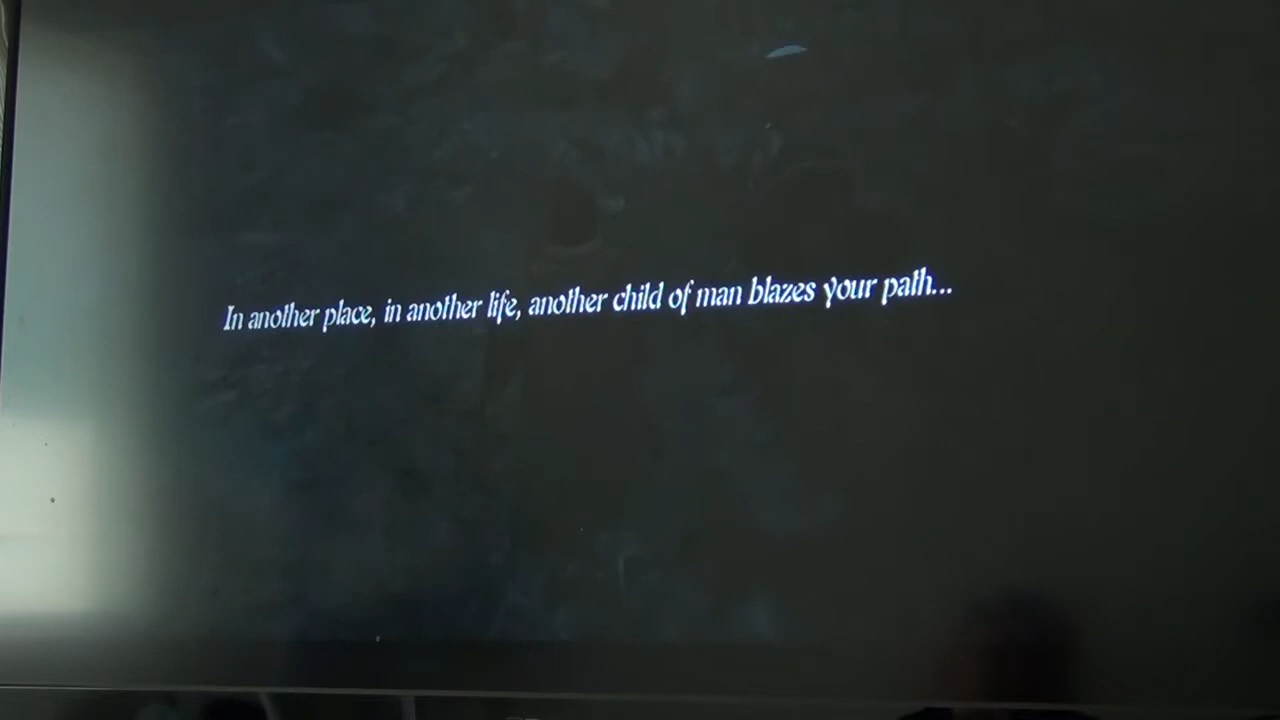 In another place, in another life, another child of man blazes your path...